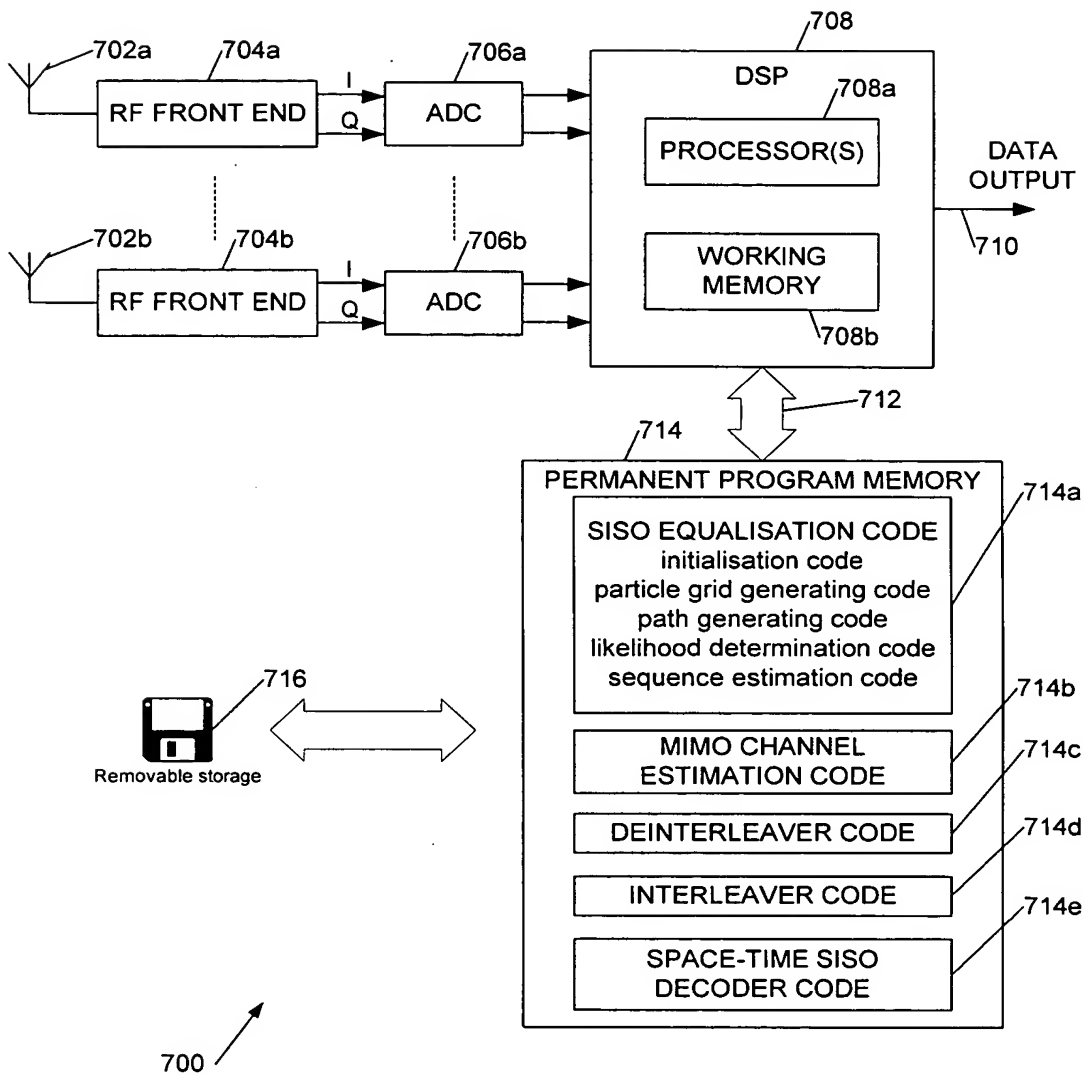 702a
704a
706a
708
RF FRONT END
I
Q
ADC
DSP
708a
PROCESSOR(S)
DATA
OUTPUT
710
702b
704b
706b
RF FRONT END
I
Q
ADC
WORKING
MEMORY
708b
712
714
PERMANENT PROGRAM MEMORY
714a
SISO EQUALISATION CODE
initialisation code
particle grid generating code
path generating code
likelihood determination code
sequence estimation code
714b
MIMO CHANNEL
ESTIMATION CODE
714c
DEINTERLEAVER CODE
714d
INTERLEAVER CODE
714e
SPACE-TIME SISO
DECODER CODE
716
Removable storage
700